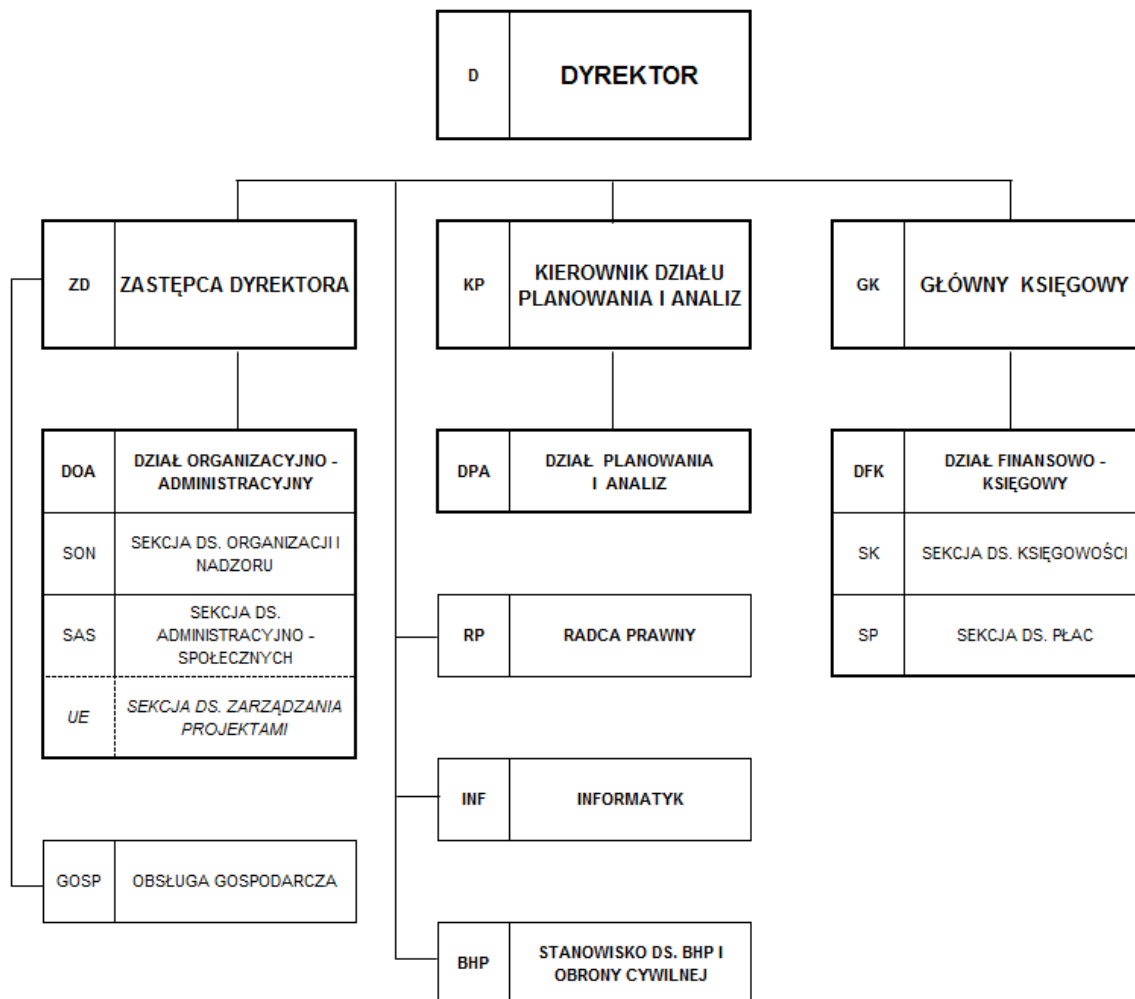 D
DYREKTOR
ZD
ZASTĘPCA DYREKTORA
KP
KIEROWNIK DZIAŁU
PLANOWANIA I ANALIZ
GK
GŁÓWNY KSIĘGOWY
DOA
DZIAŁ ORGANIZACYJNO -
ADMINISTRACYJNY
SON
SEKCJA DS. ORGANIZACJI I
NADZORU
SAS
SEKCJA DS.
ADMINISTRACYJNO -
SPOŁECZNYCH
UE
SEKCJA DS. ZARZĄDZANIA
PROJEKTAMI
GOSP
OBSŁUGA GOSPODARCZA
DPA
DZIAŁ PLANOWANIA
I ANALIZ
RP
RADCA PRAWNY
INF
INFORMATYK
BHP
STANOWISKO DS. BHP I
OBRONY CYWILNEJ
DFK
DZIAŁ FINANSOWO -
KSIĘGOWY
SK
SEKCJA DS. KSIĘGOWOŚCI
SP
SEKCJA DS. PŁAC